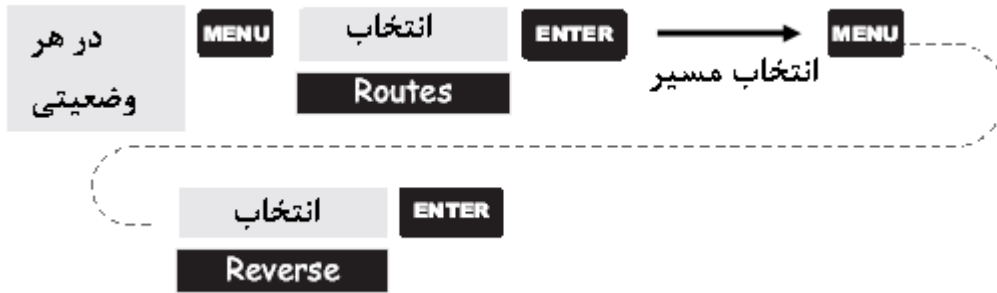 در هر
وضعیتی
MENU
انتخاب
Routes
ENTER
انتخاب مسیر
MENU
انتخاب
Reverse
ENTER